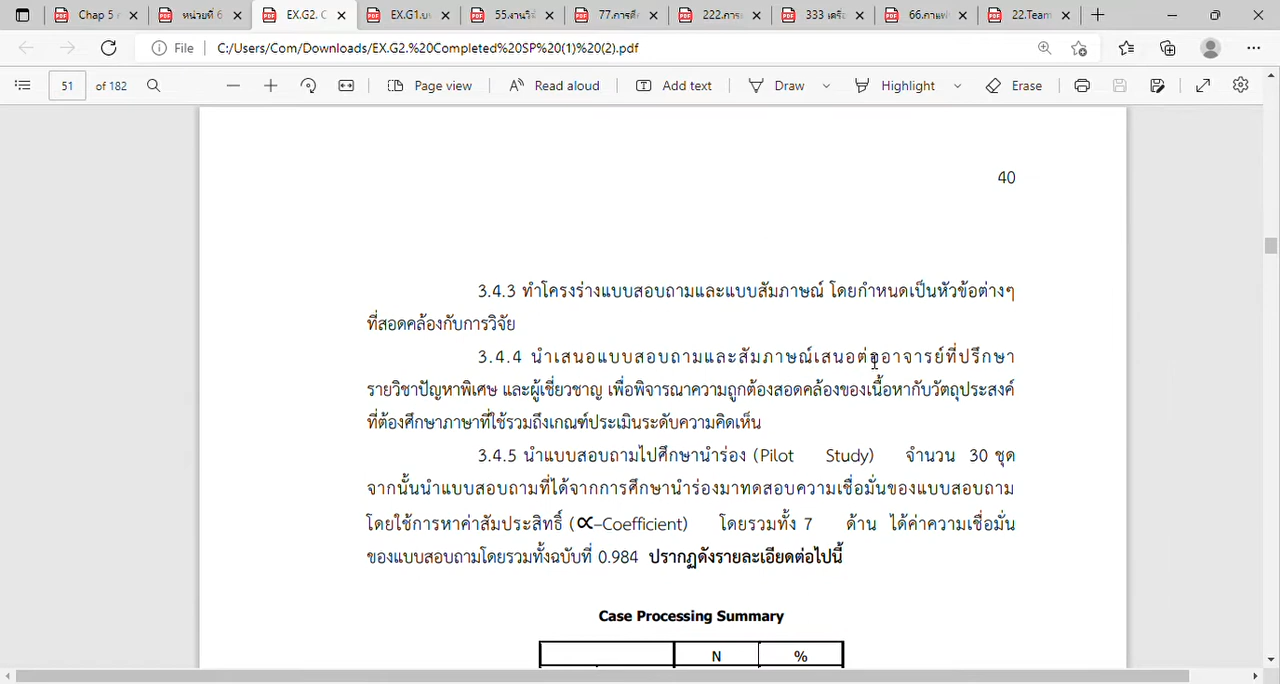 Chap 5
หน่วยที่ 6
EX.G2. C
EX.G1.
55.งานวิจั
77.การศึ
222.การ
333 เครื่อ
66.กาแฟ
22.Team
File
C:/Users/Com/Downloads/EX.G2.%20Completed%20SP%20(1)%20(2).pdf
51 of 182
Page view
Read aloud
Add text
Draw
Highlight
Erase
40
3.4.3 ทำโครงร่างแบบสอบถามและแบบสัมภาษณ์ โดยกำหนดเป็นหัวข้อต่างๆ
ที่สอดคล้องกับการวิจัย
3.4.4 นำเสนอแบบสอบถามและสัมภาษณ์เสนอต่ออาจารย์ที่ปรึกษา
รายวิชาปัญหาพิเศษ และผู้เชี่ยวชาญ เพื่อพิจารณาความถูกต้องสอดคล้องของเนื้อหากับวัตถุประสงค์
ที่ต้องศึกษาภาษาที่ใช้รวมถึงเกณฑ์ประเมินระดับความคิดเห็น
3.4.5 นำแบบสอบถามไปศึกษานำร่อง (Pilot Study) จำนวน 30 ชุด
จากนั้นนำแบบสอบถามที่ได้จากการศึกษานำร่องมาทดสอบความเชื่อมั่นของแบบสอบถาม
โดยใช้การหาค่าสัมประสิทธิ์ (∝–Coefficient) โดยรวมทั้ง 7 ด้าน ได้ค่าความเชื่อมั่น
ของแบบสอบถามโดยรวมทั้งฉบับที่ 0.984 ปรากฏดังรายละเอียดต่อไปนี้
Case Processing Summary
N %